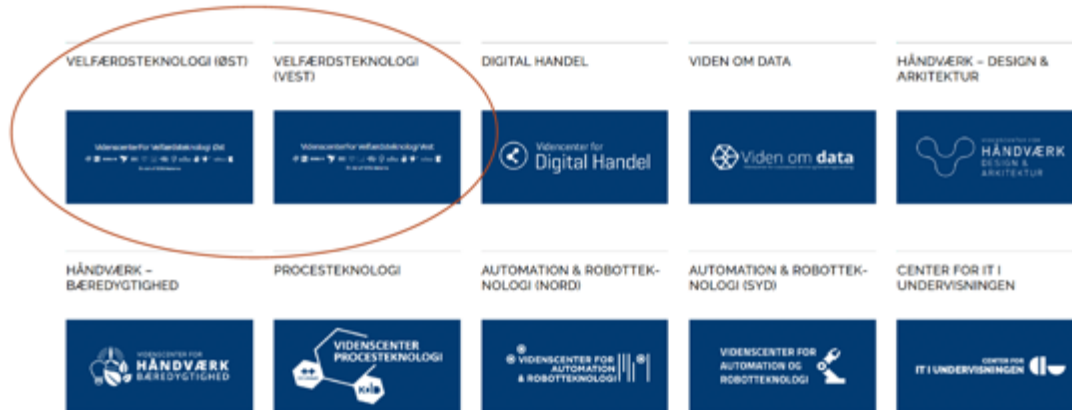 VELFÆRDSTEKNOLOGI (ØST)
VELFÆRDSTEKNOLOGI
(VEST)
DIGITAL HANDEL
VIDEN OM DATA
HÅNDVÆRK – DESIGN &
ARKITEKTUR
Videnscenter For Velfærdsteknologi Øst
Videnscenter For Velfærdsteknologi Vest
Videncenter for
Digital Handel
Viden om data
VIDENSCENTER FOR
HÅNDVÆRK
DESIGN &
ARKITEKTUR
HÅNDVÆRK –
BÆREDYGTIGHED
PROCESTEKNOLOGI
AUTOMATION & ROBOTTEK-
NOLOGI (NORD)
AUTOMATION & ROBOTTEK-
NOLOGI (SYD)
CENTER FOR IT I
UNDERVISNINGEN
VIDENSCENTER FOR
HÅNDVÆRK
BÆREDYGTIGHED
VIDENSCENTER
PROCESTEKNOLOGI
VIDENSCENTER FOR
AUTOMATION
& ROBOTTEKNOLOGI
VIDENSCENTER FOR
AUTOMATION OG
ROBOTTEKNOLOGI
CENTER FOR
IT I UNDERVISNINGEN